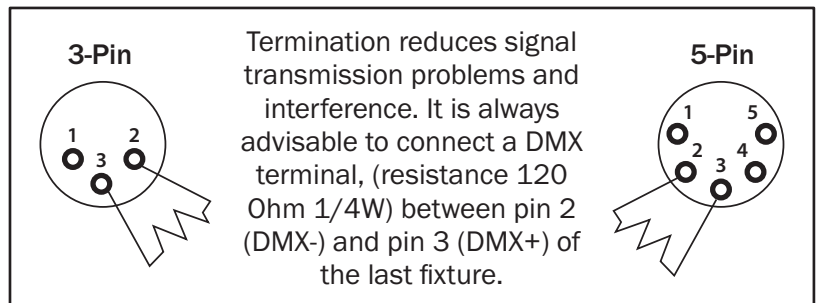 3-Pin
1
2
3
Termination reduces signal
transmission problems and
interference. It is always
advisable to connect a DMX
terminal, (resistance 120
Ohm 1/4W) between pin 2
(DMX-) and pin 3 (DMX+) of
the last fixture.
5-Pin
1
5
2
4
3